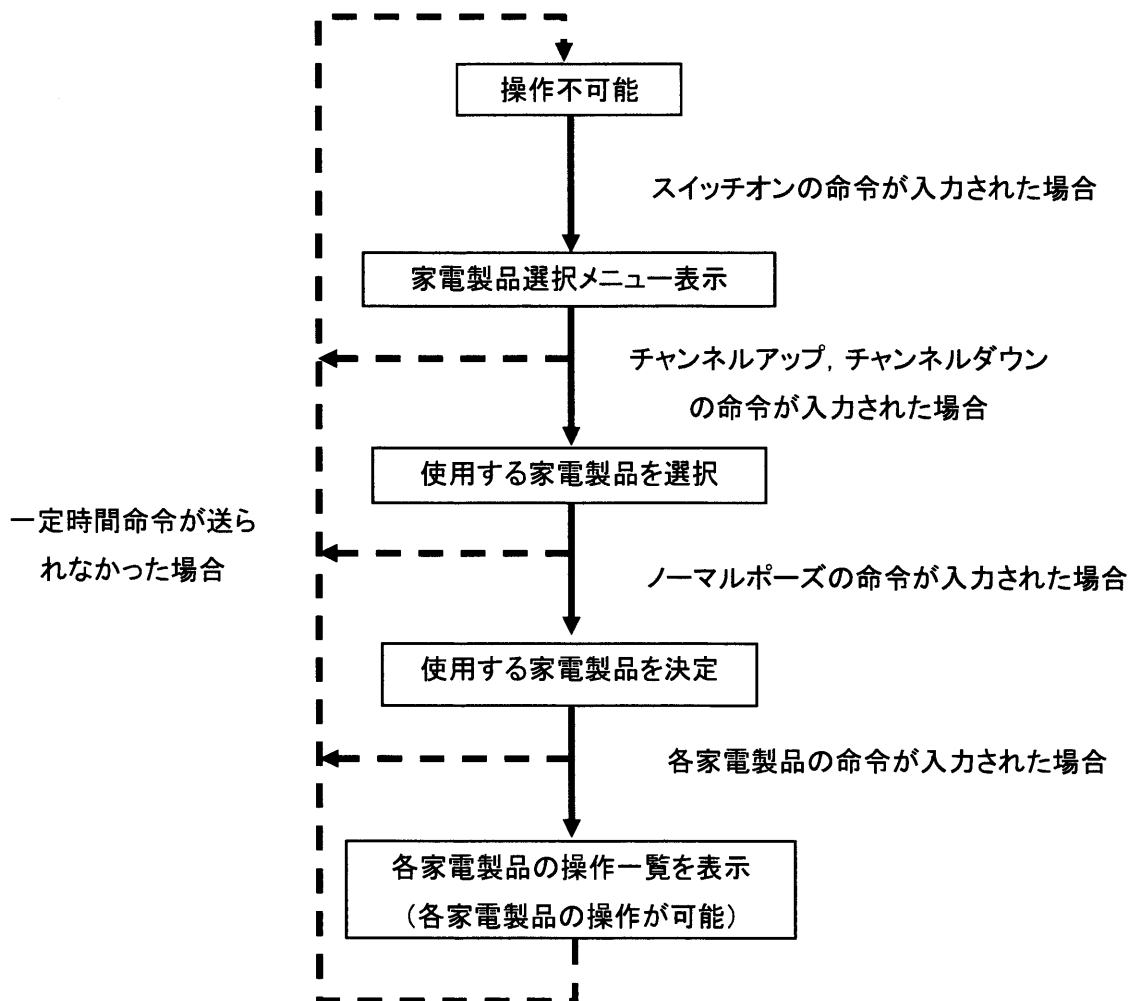 操作不可能
スイッチオンの命令が入力された場合
家電製品選択メニュー表示
チャンネルアップ, チャンネルダウン
の命令が入力された場合
使用する家電製品を選択
一定時間命令が送ら
れなかった場合
ノーマルポーズの命令が入力された場合
使用する家電製品を決定
各家電製品の命令が入力された場合
各家電製品の操作一覧を表示
(各家電製品の操作が可能)